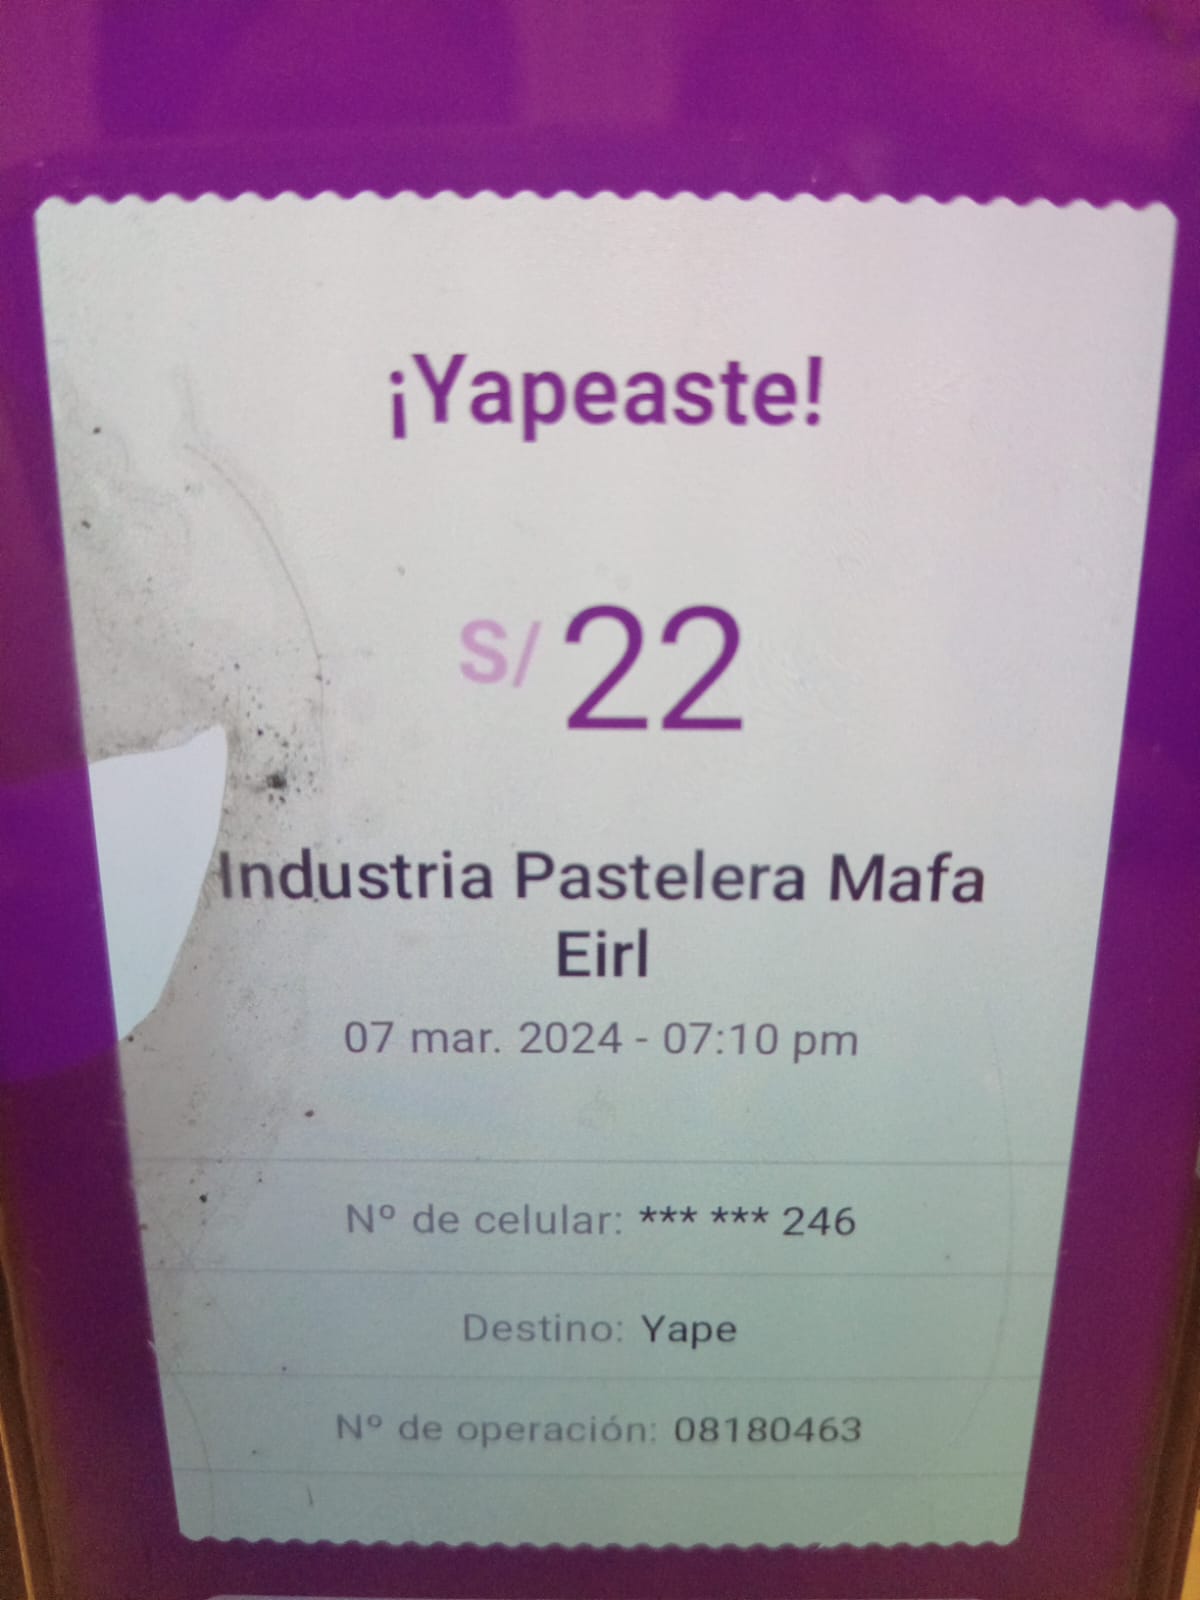 ¡Yapeaste!
S/ 22
Industria Pastelera Mafa
Eirl
07 mar. 2024 - 07:10 pm
Nº de celular: *** *** 246
Destino: Yape
Nº de operación: 08180463